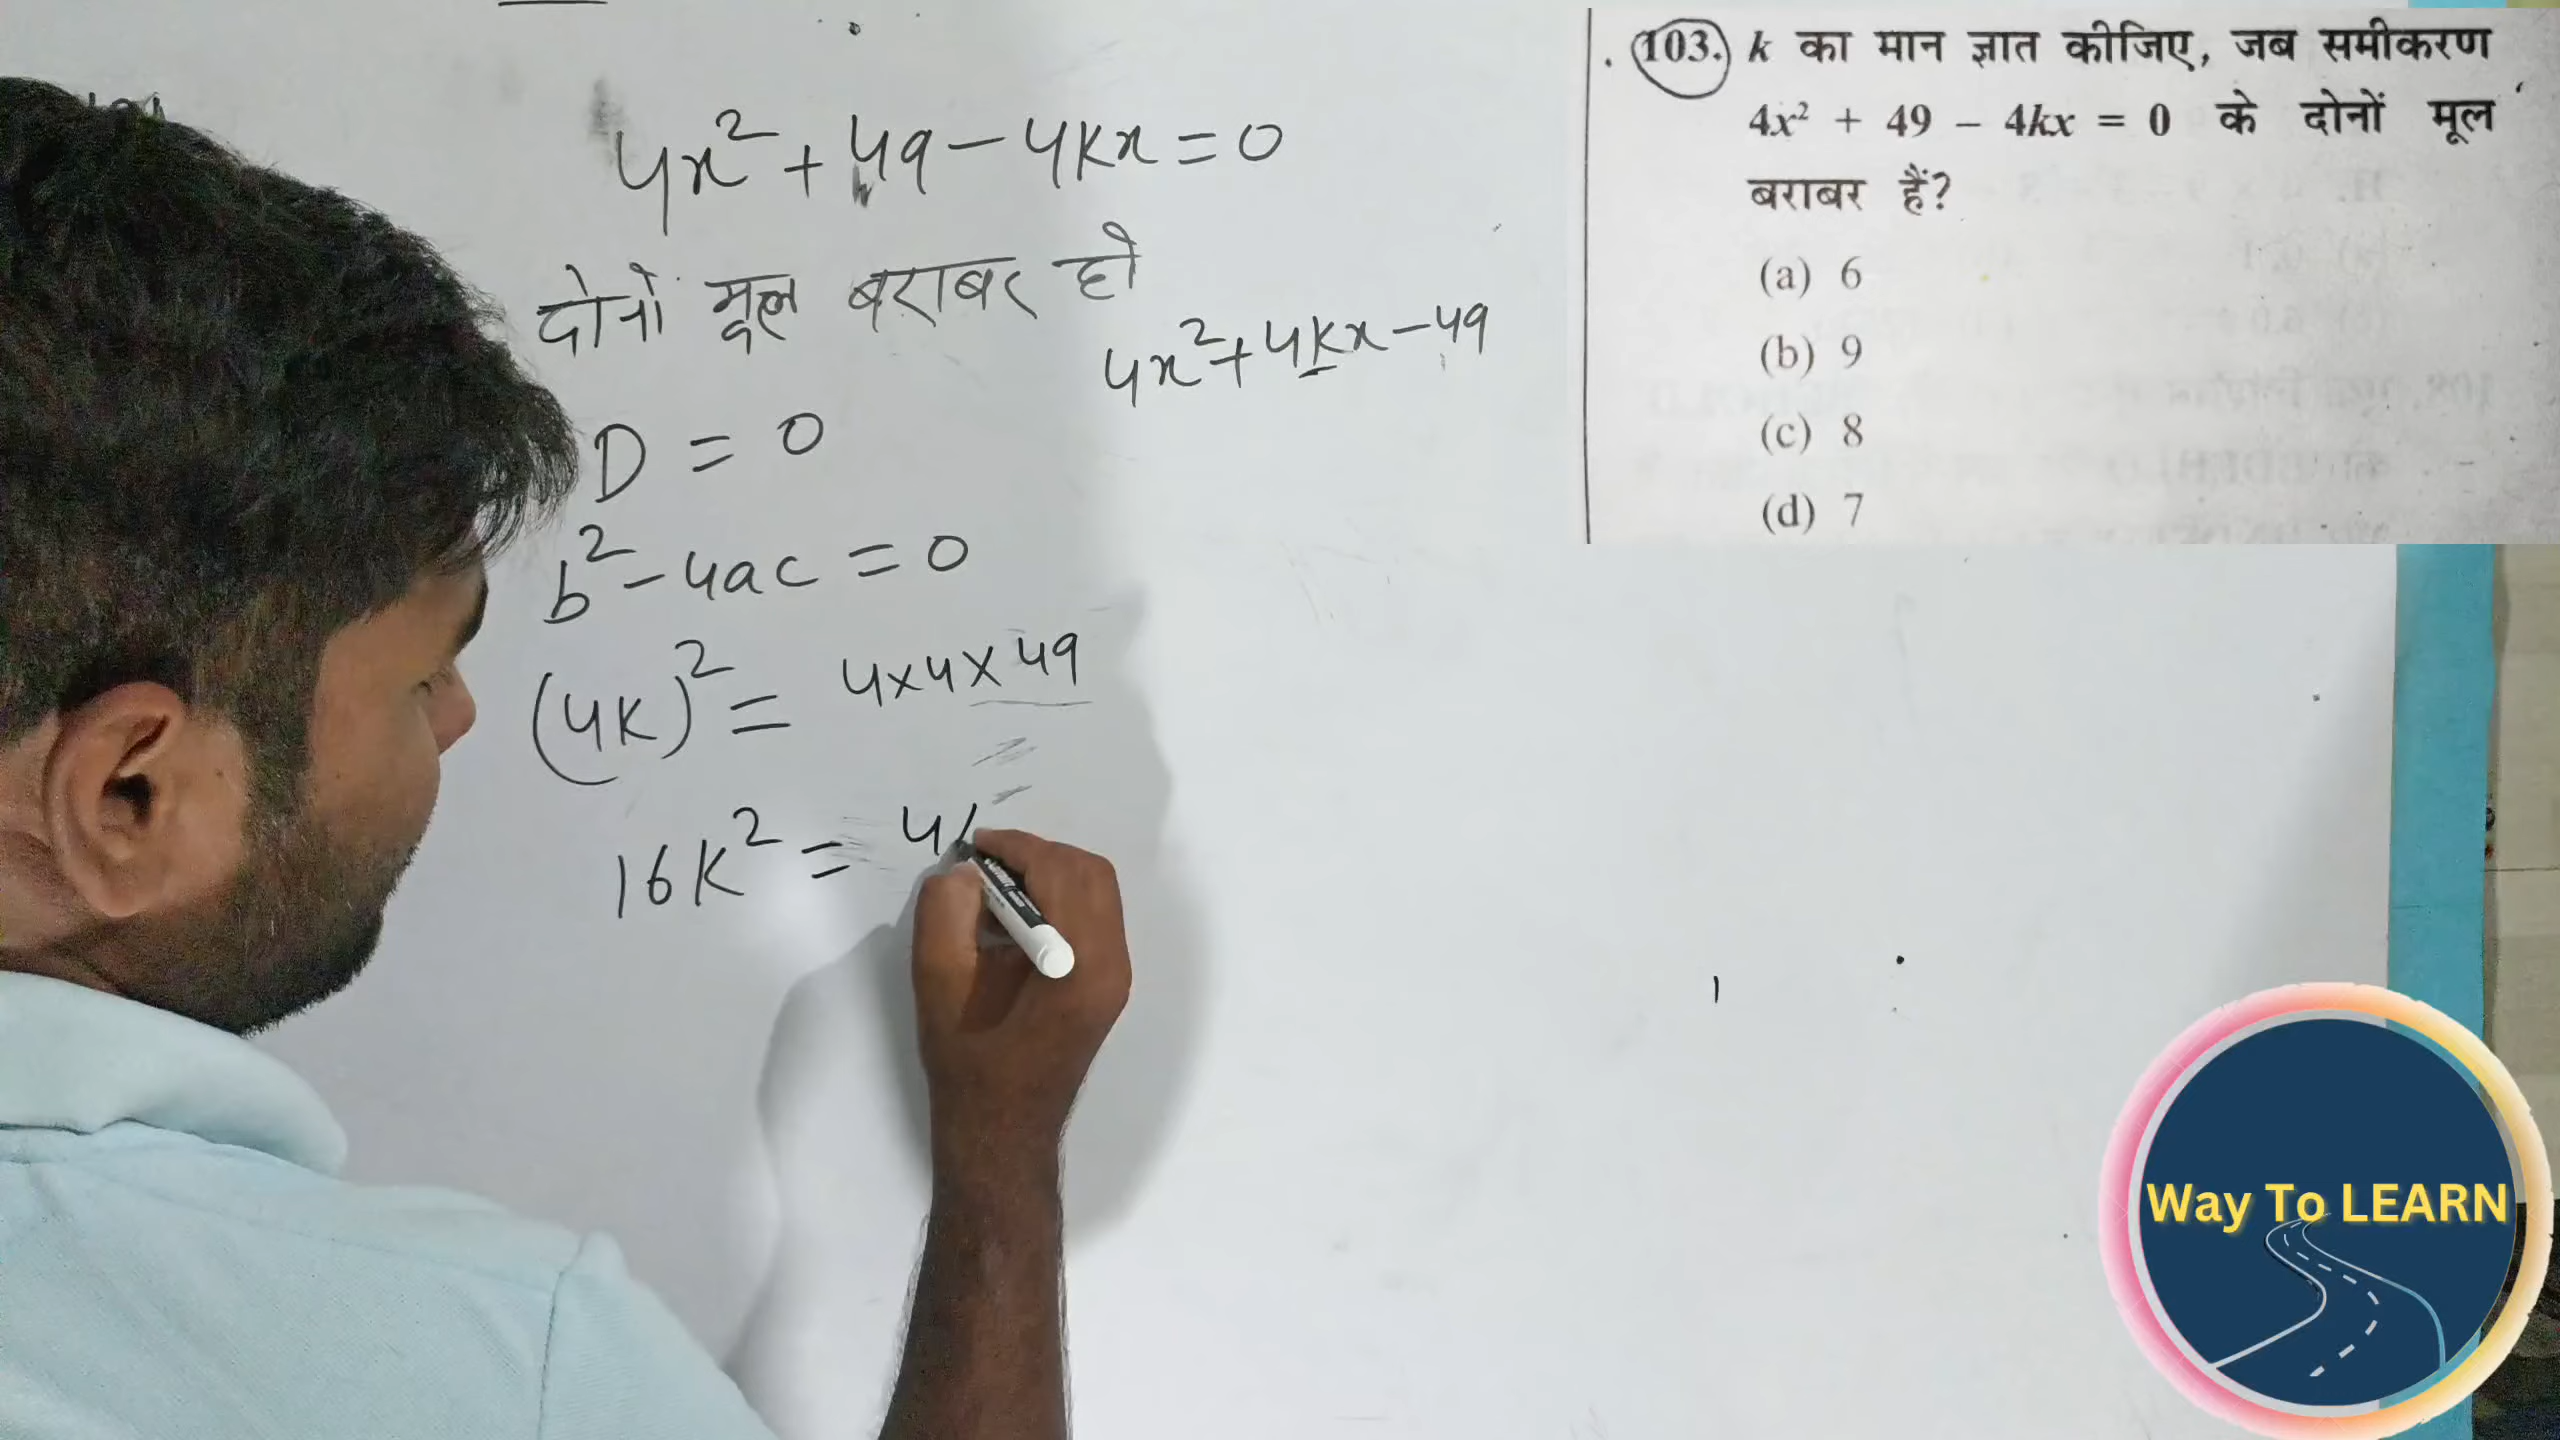 4x² + 49 – 4kx = 0
दोनो मूल बराबर हो
4x² + 4kx – 49
D = 0
b² – 4ac = 0
(4K)² = 4×4×49
16K² = 4
103. k का मान ज्ञात कीजिए, जब समीकरण
4x² + 49 – 4kx = 0 के दोनों मूल
बराबर हैं?
(a) 6
(b) 9
(c) 8
(d) 7
Way To LEARN